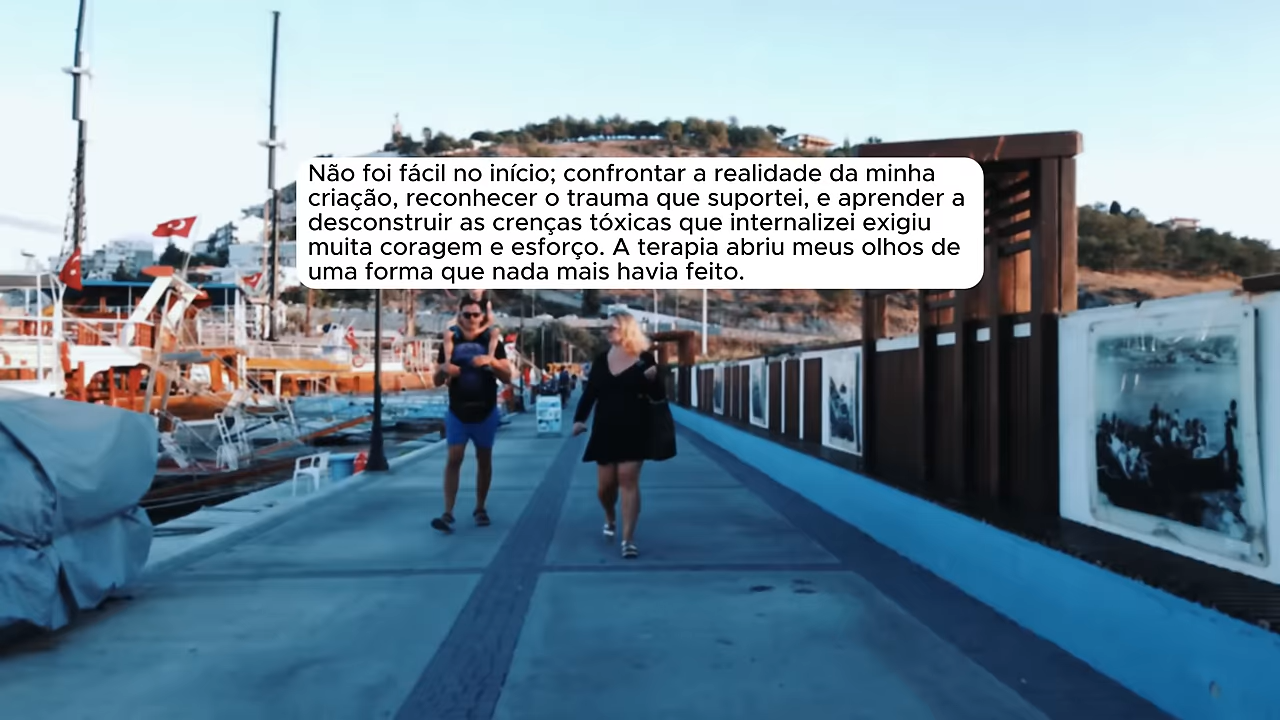 Não foi fácil no início; confrontar a realidade da minha
criação, reconhecer o trauma que suportei, e aprender a
desconstruir as crenças tóxicas que internalizei exigiu
muita coragem e esforço. A terapia abriu meus olhos de
uma forma que nada mais havia feito.